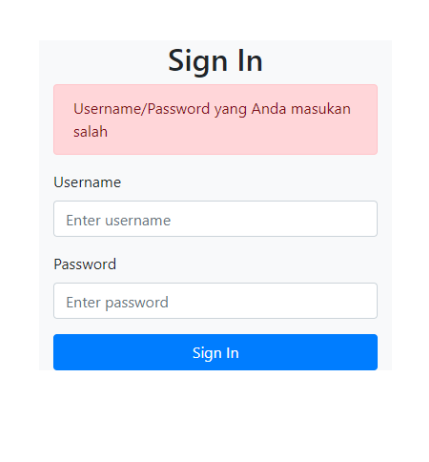 Sign In
Username/Password yang Anda masukan
salah
Username
Enter username
Password
Enter password
Sign In